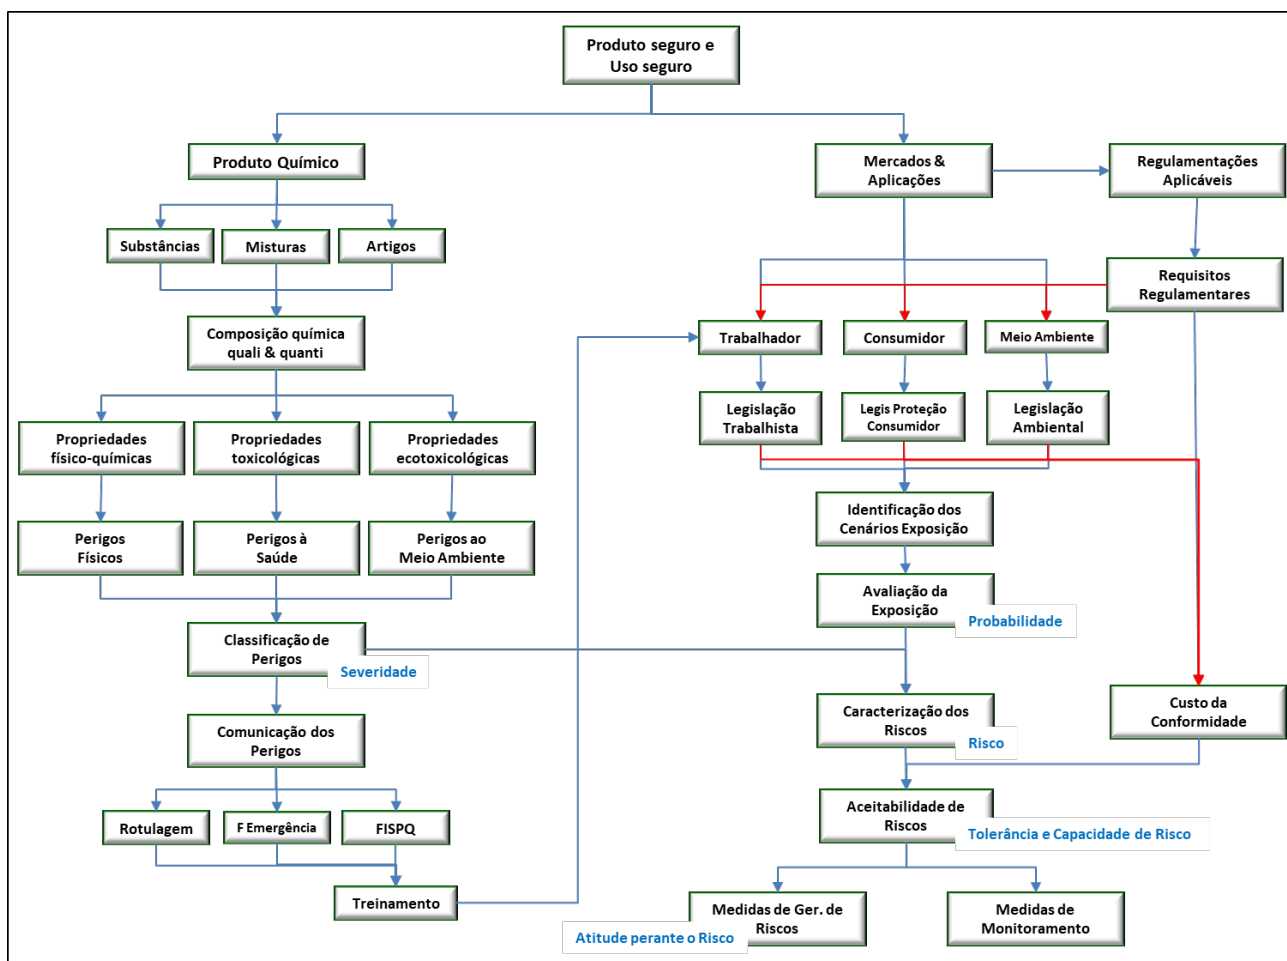 Produto seguro e
Uso seguro
Produto Químico
Mercados &
Aplicações
Regulamentações
Aplicáveis
Substâncias
Misturas
Artigos
Requisitos
Regulamentares
Composição química
quali & quanti
Trabalhador
Consumidor
Meio Ambiente
Legislação
Trabalhista
Legis Proteção
Consumidor
Legislação
Ambiental
Propriedades
físico-químicas
Propriedades
toxicológicas
Propriedades
ecotoxicológicas
Identificação dos
Cenários Exposição
Perigos
Físicos
Perigos à
Saúde
Perigos ao
Meio Ambiente
Avaliação da
Exposição
Probabilidade
Classificação de
Perigos
Severidade
Caracterização dos
Riscos
Risco
Custo da
Conformidade
Comunicação dos
Perigos
Rotulagem
F Emergência
FISPQ
Aceitabilidade de
Riscos
Tolerância e Capacidade de Risco
Treinamento
Medidas de Ger. de
Riscos
Atitude perante o Risco
Medidas de
Monitoramento